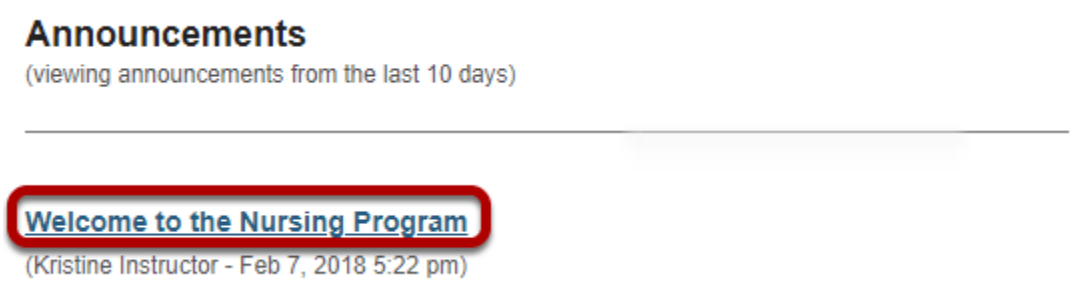 Announcements
(viewing announcements from the last 10 days)
Welcome to the Nursing Program
(Kristine Instructor - Feb 7, 2018 5:22 pm)